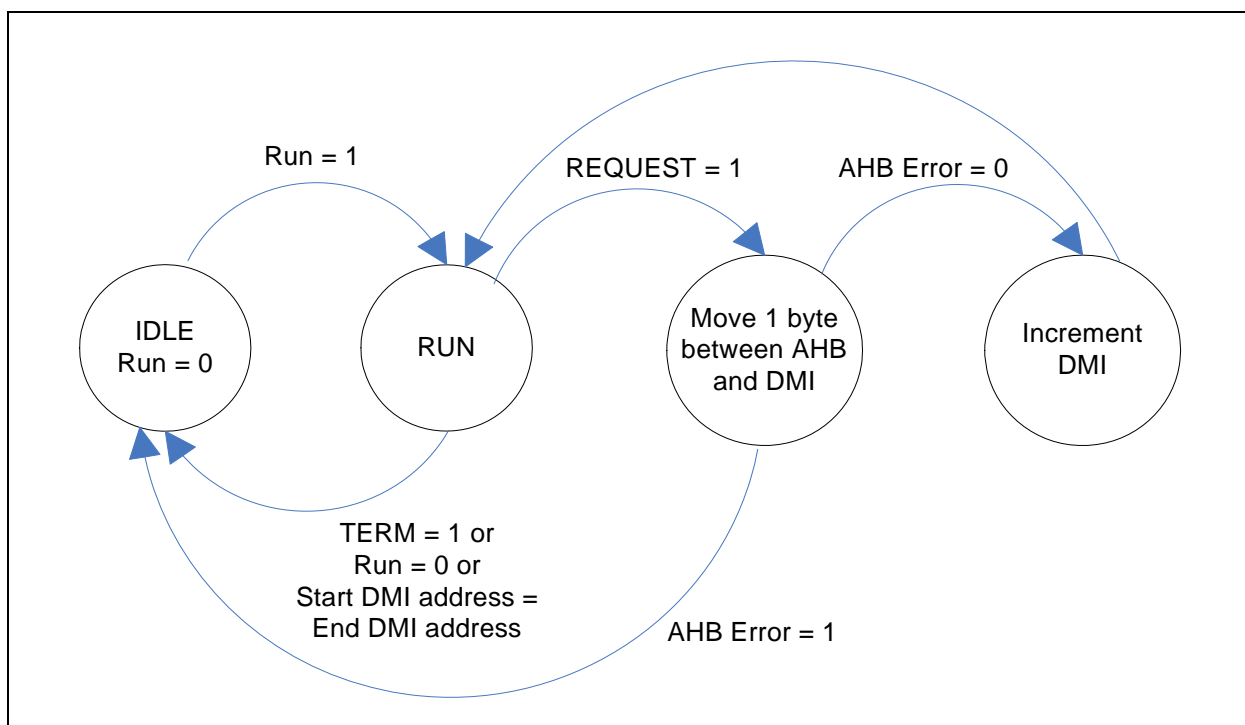 Run = 1
REQUEST = 1
AHB Error = 0
IDLE
Run = 0
RUN
Move 1 byte
between AHB
and DMI
Increment
DMI
TERM = 1 or
Run = 0 or
Start DMI address =
End DMI address
AHB Error = 1